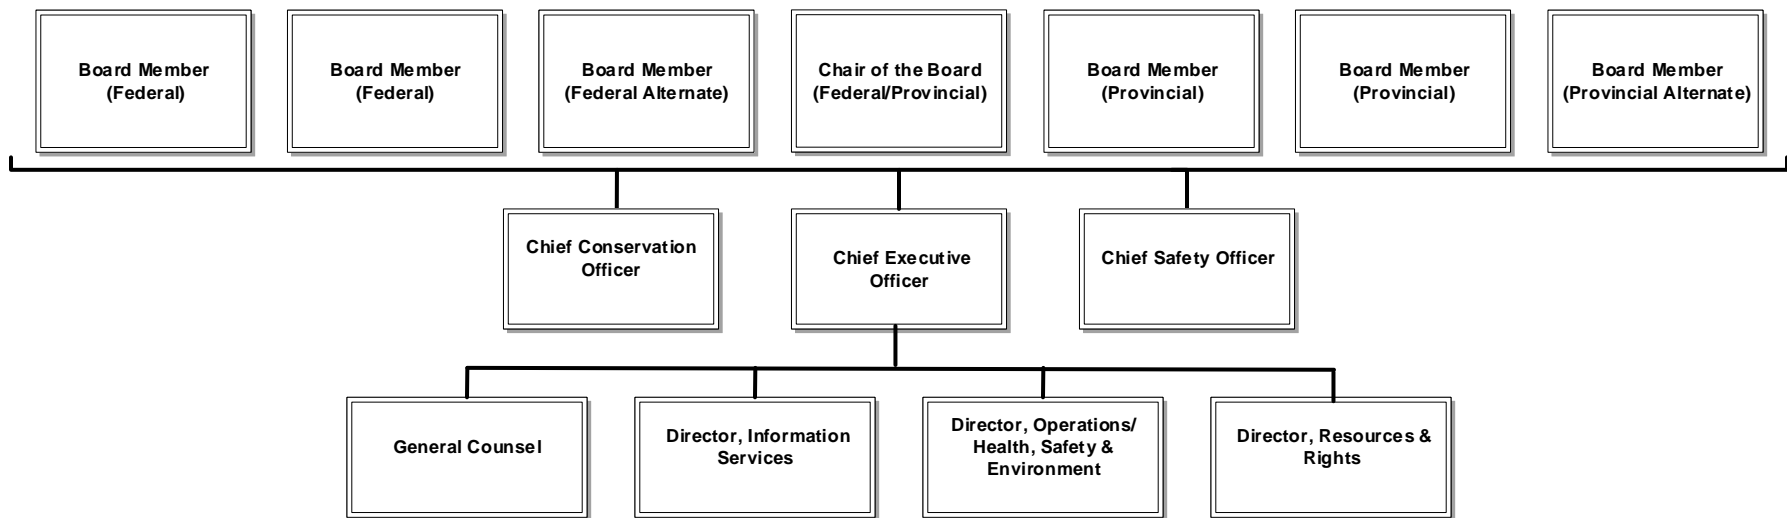 Board Member
(Federal)
Board Member
(Federal)
Board Member
(Federal Alternate)
Chair of the Board
(Federal/Provincial)
Board Member
(Provincial)
Board Member
(Provincial)
Board Member
(Provincial Alternate)
Chief Conservation
Officer
Chief Executive
Officer
Chief Safety Officer
General Counsel
Director, Information
Services
Director, Operations/
Health, Safety &
Environment
Director, Resources &
Rights